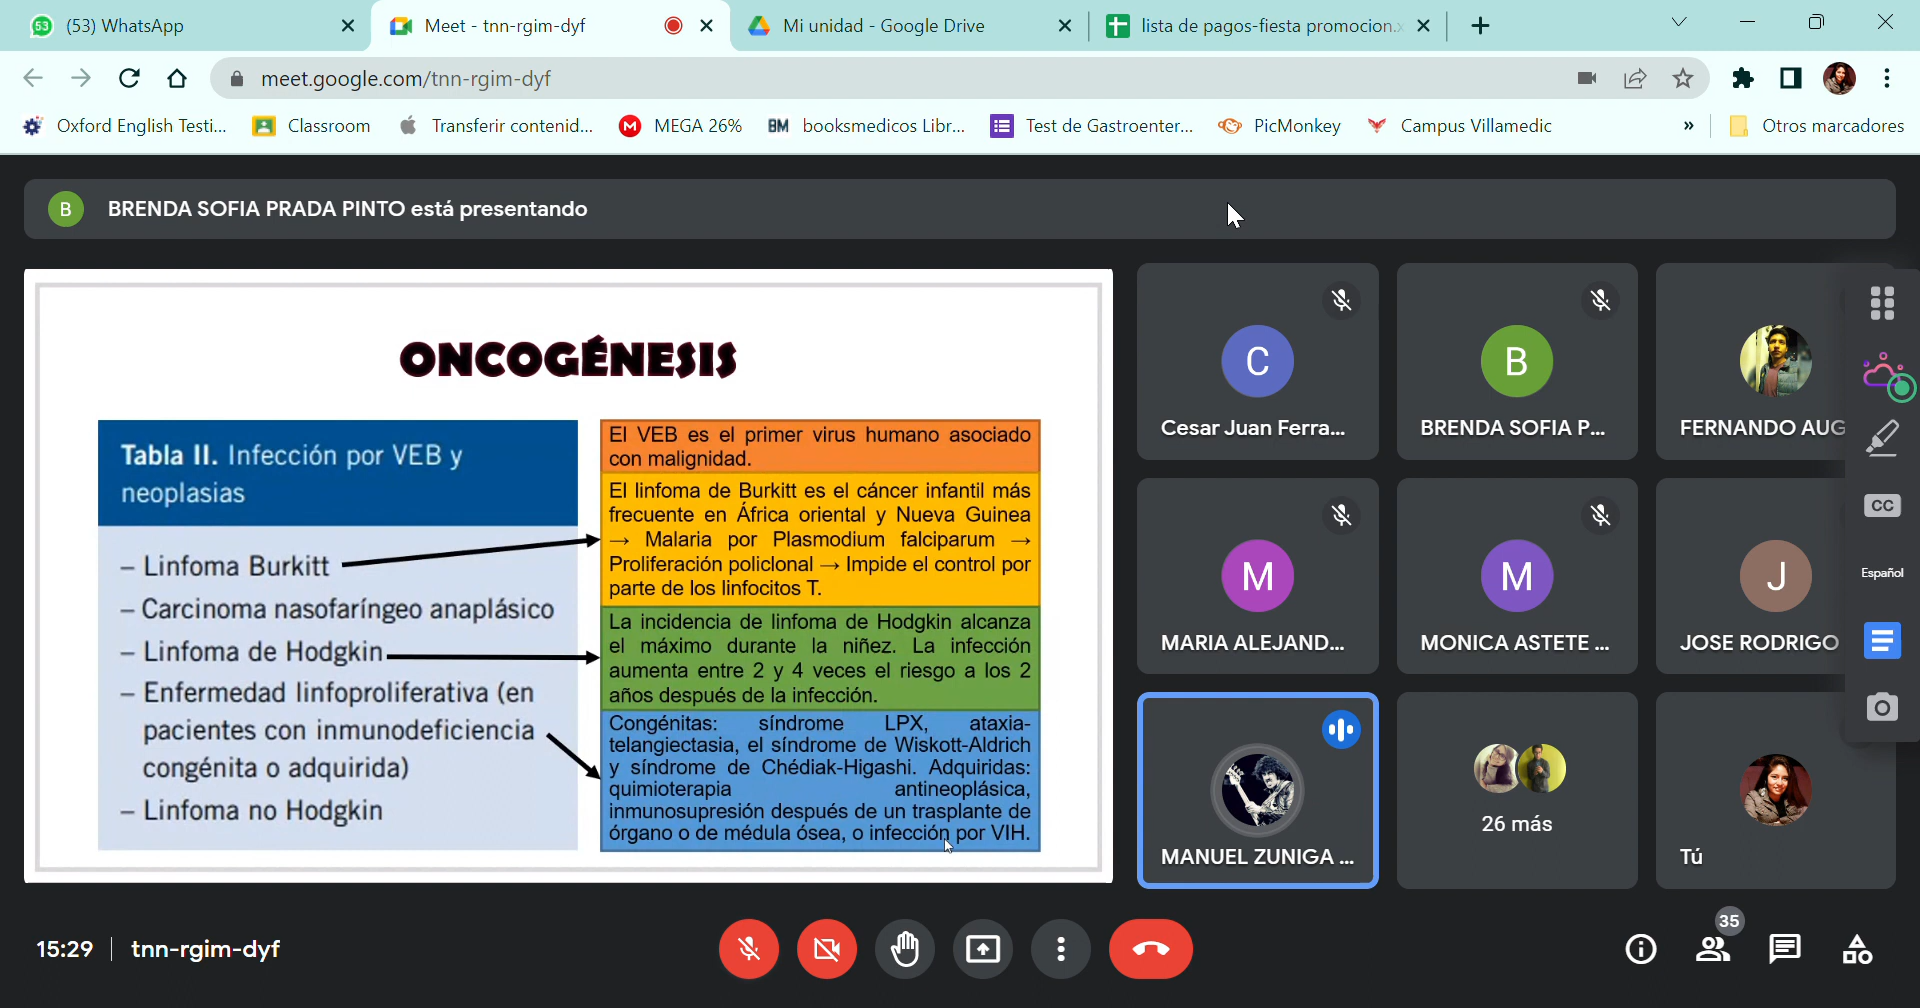 53
(53) WhatsApp
Meet - tnn-rgim-dyf
Mi unidad - Google Drive
lista de pagos-fiesta promocion.x
meet.google.com/tnn-rgim-dyf
Oxford English Testi...
Classroom
Transferir contenid...
M
MEGA 26%
BM
booksmedicos Libr...
Test de Gastroenter...
PicMonkey
Campus Villamedic
»
Otros marcadores
B
BRENDA SOFIA PRADA PINTO está presentando
ONCOGÉNESIS
Tabla II. Infección por VEB y
neoplasias
– Linfoma Burkitt
– Carcinoma nasofaríngeo anaplásico
– Linfoma de Hodgkin
– Enfermedad linfoproliferativa (en
pacientes con inmunodeficiencia
congénita o adquirida)
– Linfoma no Hodgkin
El VEB es el primer virus humano asociado
con malignidad.
El linfoma de Burkitt es el cáncer infantil más
frecuente en África oriental y Nueva Guinea
→ Malaria por Plasmodium falciparum →
Proliferación policlonal → Impide el control por
parte de los linfocitos T.
La incidencia de linfoma de Hodgkin alcanza
el máximo durante la niñez. La infección
aumenta entre 2 y 4 veces el riesgo a los 2
años después de la infección.
Congénitas: síndrome LPX, ataxia-
telangiectasia, el síndrome de Wiskott-Aldrich
y síndrome de Chédiak-Higashi. Adquiridas:
quimioterapia antineoplásica,
inmunosupresión después de un trasplante de
órgano o de médula ósea, o infección por VIH.
C
Cesar Juan Ferra...
B
BRENDA SOFIA P...
FERNANDO AUG
M
MARIA ALEJAND...
M
MONICA ASTETE ...
J
JOSE RODRIGO
MANUEL ZUNIGA ...
26 más
Tú
CC
Español
15:29
tnn-rgim-dyf
35